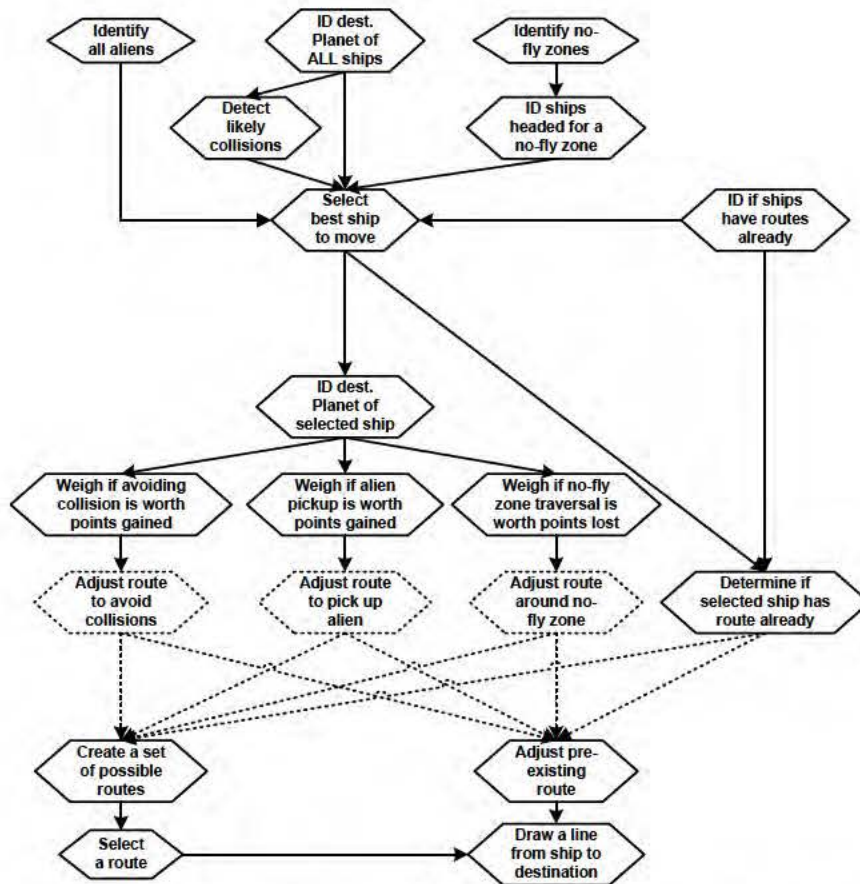 Identify
all aliens
ID dest.
Planet of
ALL ships
Identify no-
fly zones
Detect
likely
collisions
ID ships
headed for a
no-fly zone
Select
best ship
to move
ID if ships
have routes
already
ID dest.
Planet of
selected ship
Weigh if avoiding
collision is worth
points gained
Weigh if alien
pickup is worth
points gained
Weigh if no-fly
zone traversal is
worth points lost
Adjust route
to avoid
collisions
Adjust route
to pick up
alien
Adjust route
around no-
fly zone
Determine if
selected ship has
route already
Create a set
of possible
routes
Adjust pre-
existing
route
Select
a route
Draw a line
from ship to
destination